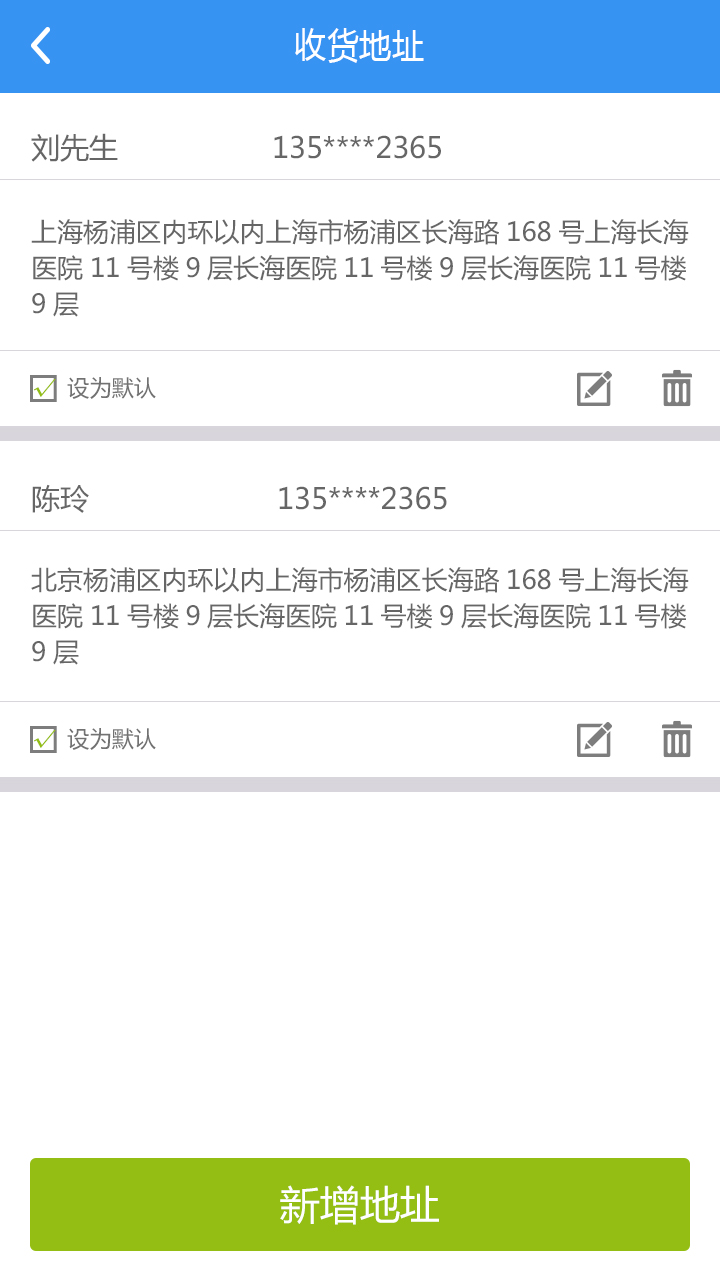 收货地址
刘先生 135****2365
上海杨浦区内环以内上海市杨浦区长海路 168 号上海长海
医院 11 号楼 9 层长海医院 11 号楼 9 层长海医院 11 号楼
9 层
设为默认
陈玲 135****2365
北京杨浦区内环以内上海市杨浦区长海路 168 号上海长海
医院 11 号楼 9 层长海医院 11 号楼 9 层长海医院 11 号楼
9 层
设为默认
新增地址